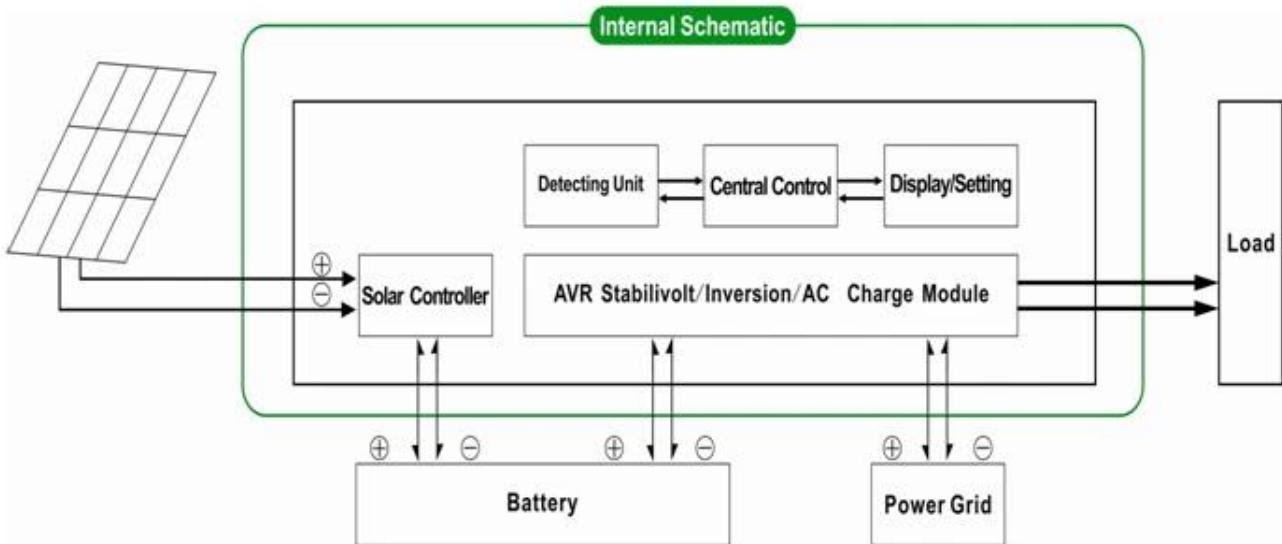 Internal Schematic
Detecting Unit
Central Control
Display/Setting
Load
⊕
⊖
Solar Controller
AVR Stabilivolt/Inversion/AC Charge Module
⊕ ⊖ ⊕ ⊖ ⊕ ⊖
Battery
Power Grid